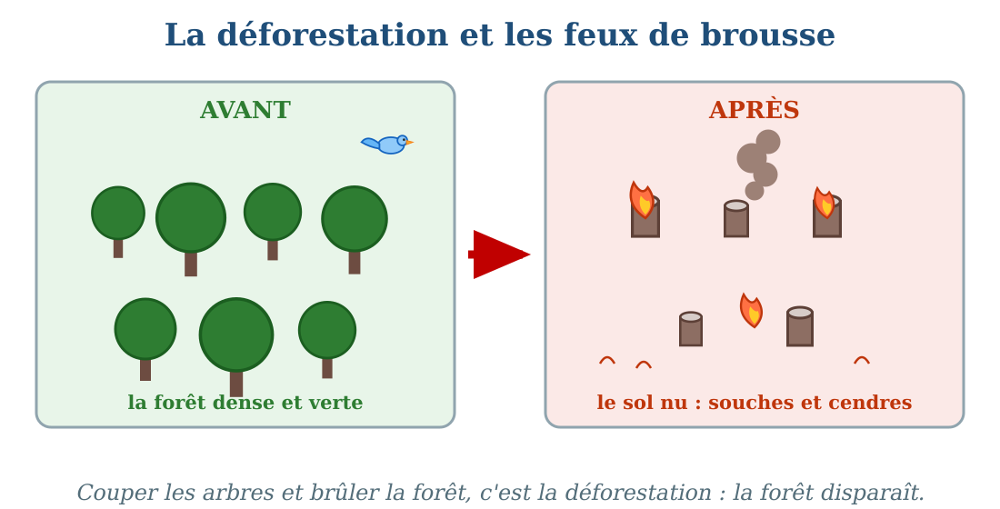 La déforestation et les feux de brousse
AVANT
la forêt dense et verte
APRÈS
le sol nu : souches et cendres
Couper les arbres et brûler la forêt, c'est la déforestation : la forêt disparaît.